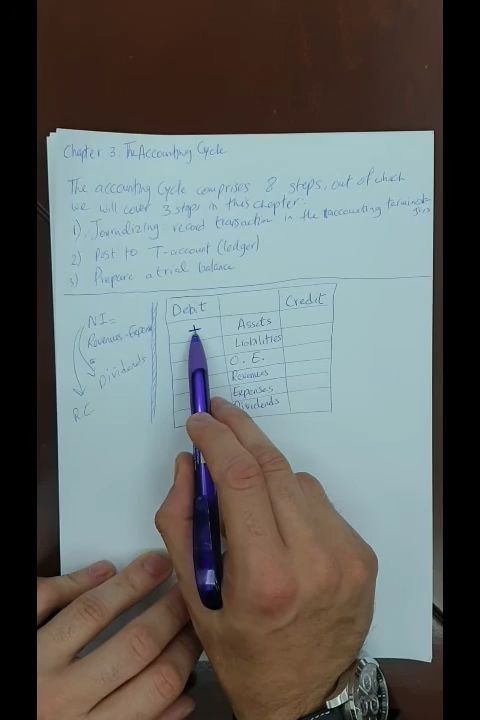 Chapter 3: The Accounting Cycle
The accounting cycle comprises 8 steps, out of which
we will cover 3 steps in this chapter:
1) Journalizing record transaction in the accounting
2) Post to T-account (ledger)
3) Prepare a trial balance
Debit Credit
+ Assets
Liabilities
O. E.
Revenues
Expenses
Dividends
NI =
Revenues - Expense
Dividends